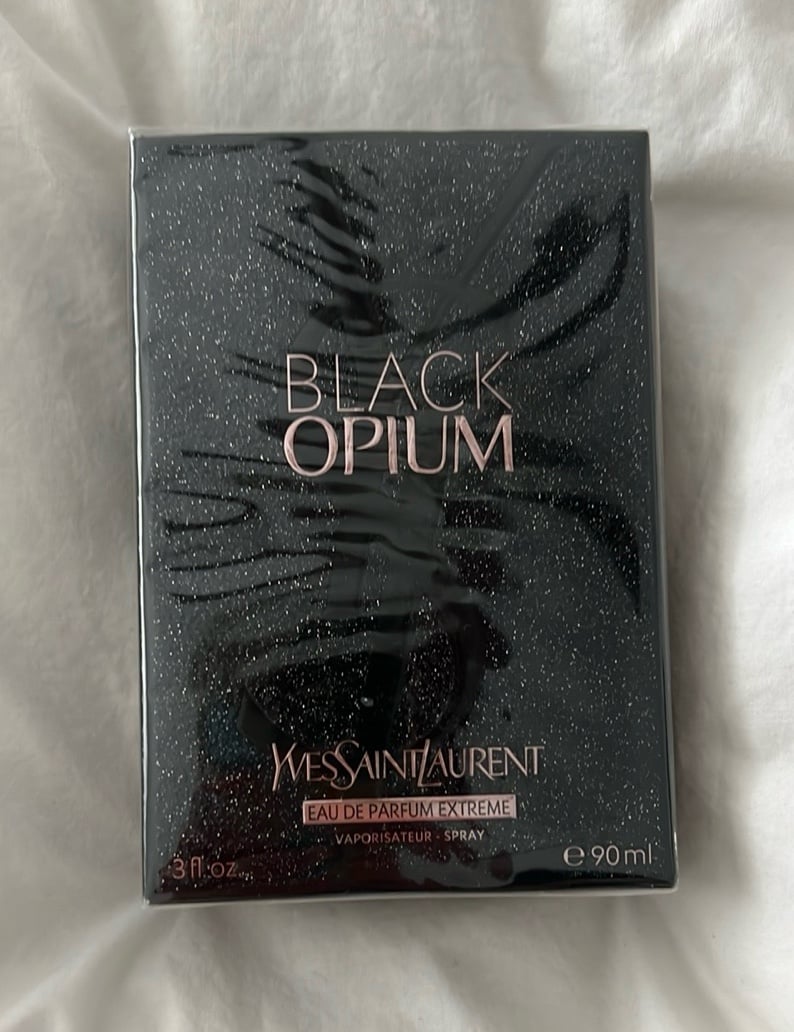 BLACK
OPIUM
YVESSAINTLAURENT
EAU DE PARFUM EXTREME
VAPORISATEUR - SPRAY
3 fl.oz. ℮ 90 ml